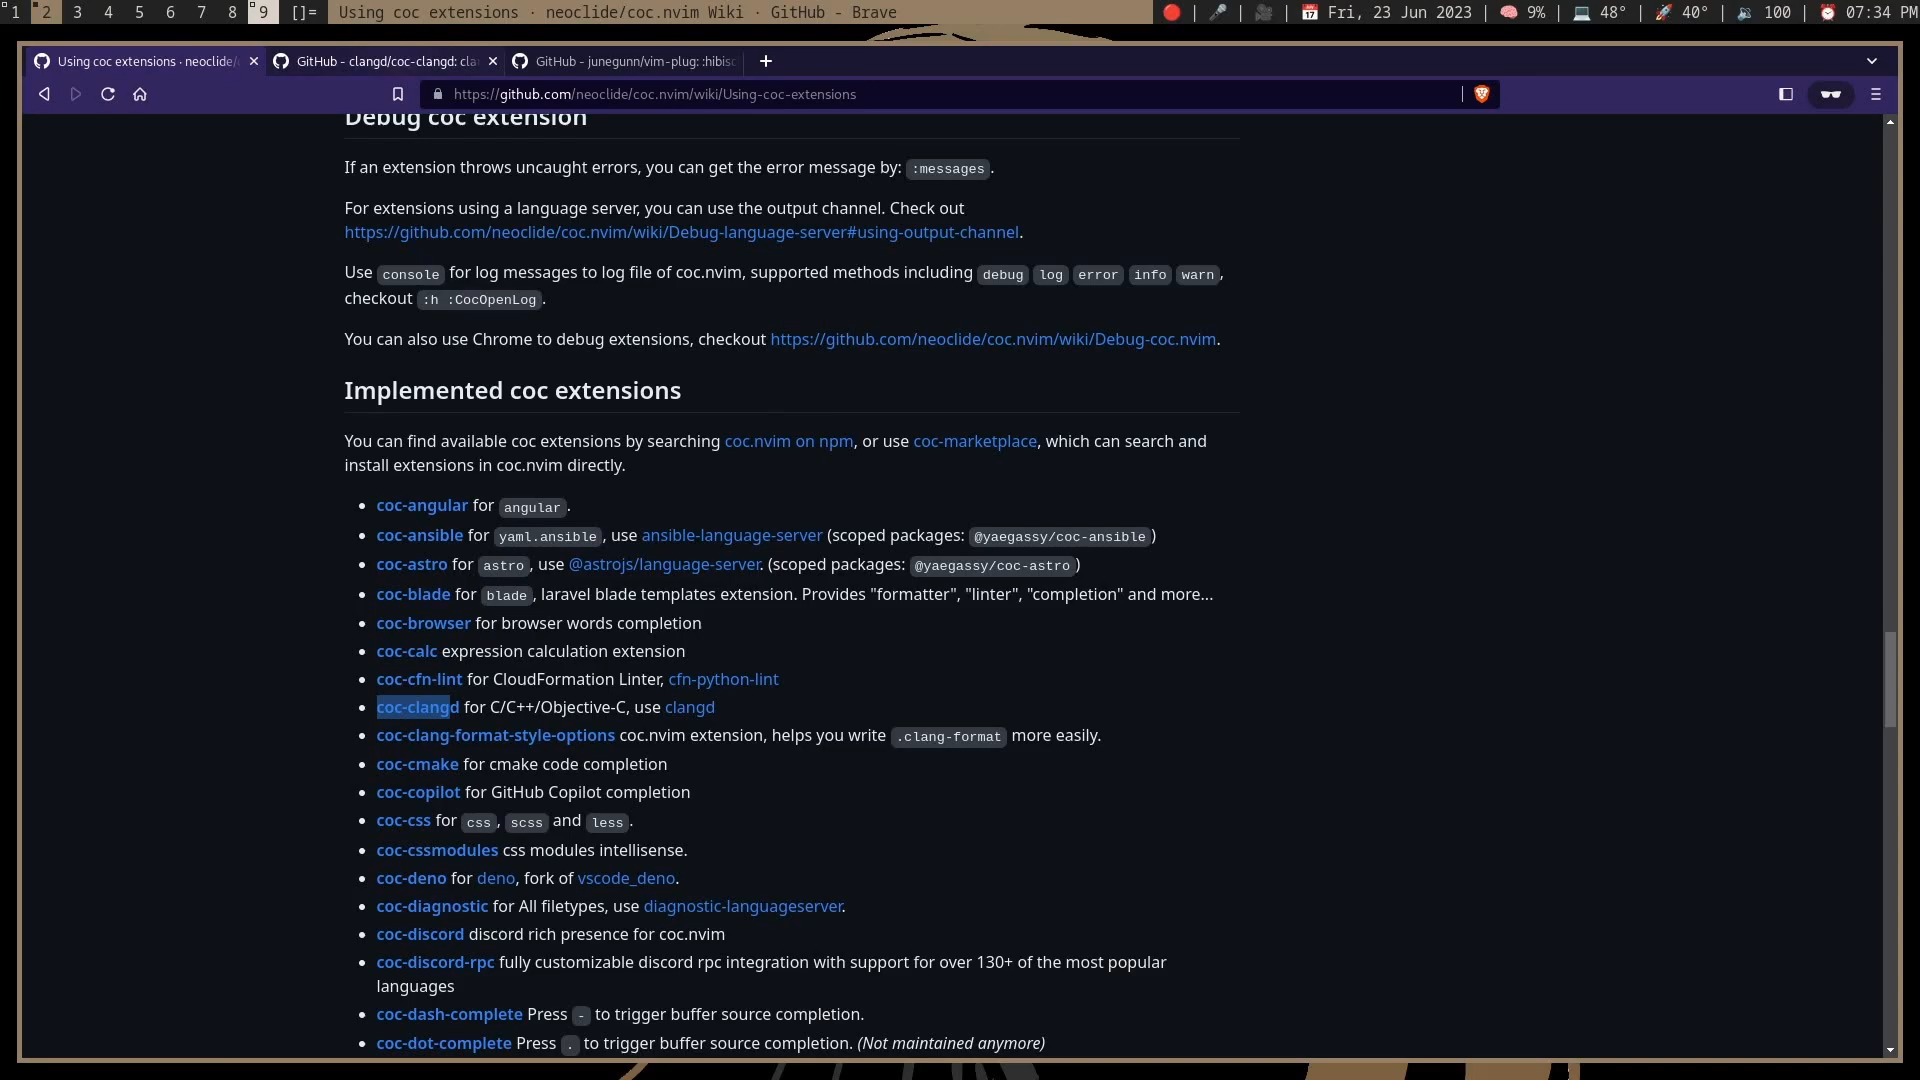 1 2 3 4 5 6 7 8 9 []= Using coc extensions · neoclide/coc.nvim Wiki · GitHub - Brave | | | Fri, 23 Jun 2023 | 9% | 48° | 40° | 100 | 07:34 PM
Using coc extensions · neoclide/ GitHub - clangd/coc-clangd: cla GitHub - junegunn/vim-plug: :hibisc
https://github.com/neoclide/coc.nvim/wiki/Using-coc-extensions
Debug coc extension
If an extension throws uncaught errors, you can get the error message by: :messages.
For extensions using a language server, you can use the output channel. Check out
https://github.com/neoclide/coc.nvim/wiki/Debug-language-server#using-output-channel.
Use console for log messages to log file of coc.nvim, supported methods including debug log error info warn,
checkout :h :CocOpenLog.
You can also use Chrome to debug extensions, checkout https://github.com/neoclide/coc.nvim/wiki/Debug-coc.nvim.
Implemented coc extensions
You can find available coc extensions by searching coc.nvim on npm, or use coc-marketplace, which can search and
install extensions in coc.nvim directly.
• coc-angular for angular.
• coc-ansible for yaml.ansible, use ansible-language-server (scoped packages: @yaegassy/coc-ansible)
• coc-astro for astro, use @astrojs/language-server. (scoped packages: @yaegassy/coc-astro)
• coc-blade for blade, laravel blade templates extension. Provides "formatter", "linter", "completion" and more...
• coc-browser for browser words completion
• coc-calc expression calculation extension
• coc-cfn-lint for CloudFormation Linter, cfn-python-lint
• coc-clangd for C/C++/Objective-C, use clangd
• coc-clang-format-style-options coc.nvim extension, helps you write .clang-format more easily.
• coc-cmake for cmake code completion
• coc-copilot for GitHub Copilot completion
• coc-css for css, scss and less.
• coc-cssmodules css modules intellisense.
• coc-deno for deno, fork of vscode_deno.
• coc-diagnostic for All filetypes, use diagnostic-languageserver.
• coc-discord discord rich presence for coc.nvim
• coc-discord-rpc fully customizable discord rpc integration with support for over 130+ of the most popular
languages
• coc-dash-complete Press - to trigger buffer source completion.
• coc-dot-complete Press . to trigger buffer source completion. (Not maintained anymore)